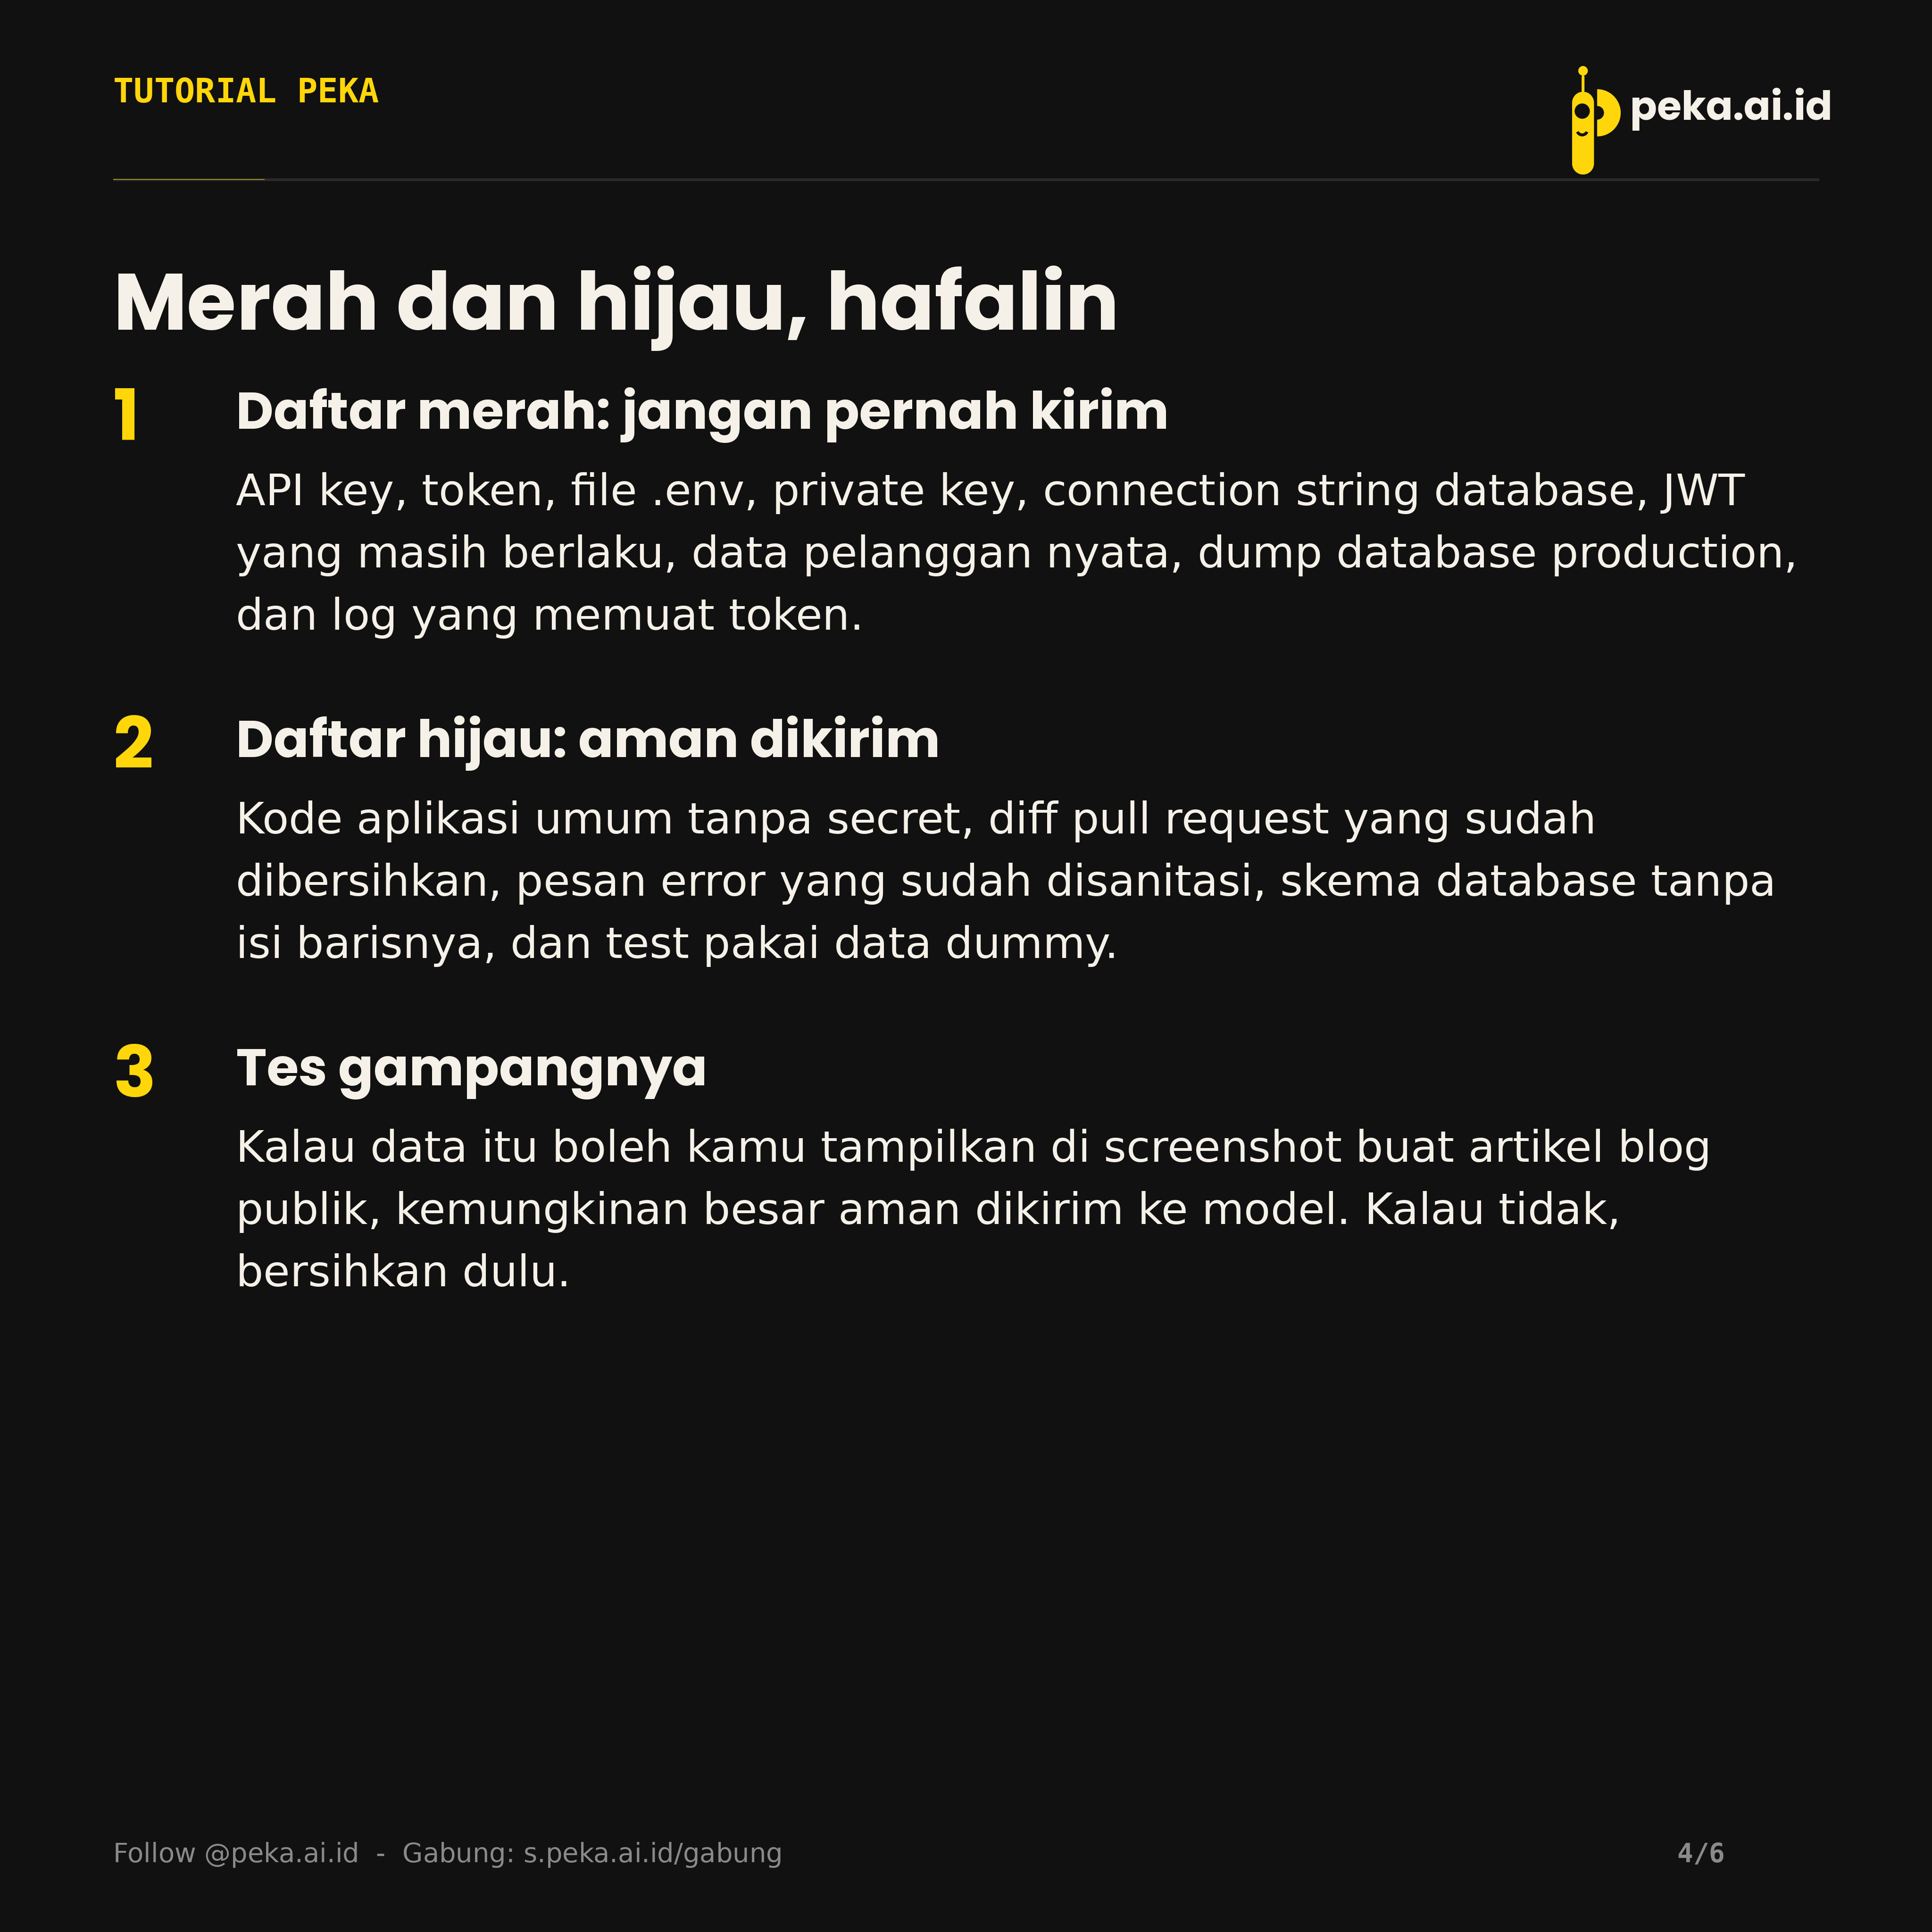 TUTORIAL PEKA
peka.ai.id
Merah dan hijau, hafalin
1
Daftar merah: jangan pernah kirim
API key, token, file .env, private key, connection string database, JWT
yang masih berlaku, data pelanggan nyata, dump database production,
dan log yang memuat token.
2
Daftar hijau: aman dikirim
Kode aplikasi umum tanpa secret, diff pull request yang sudah
dibersihkan, pesan error yang sudah disanitasi, skema database tanpa
isi barisnya, dan test pakai data dummy.
3
Tes gampangnya
Kalau data itu boleh kamu tampilkan di screenshot buat artikel blog
publik, kemungkinan besar aman dikirim ke model. Kalau tidak,
bersihkan dulu.
Follow @peka.ai.id - Gabung: s.peka.ai.id/gabung
4/6